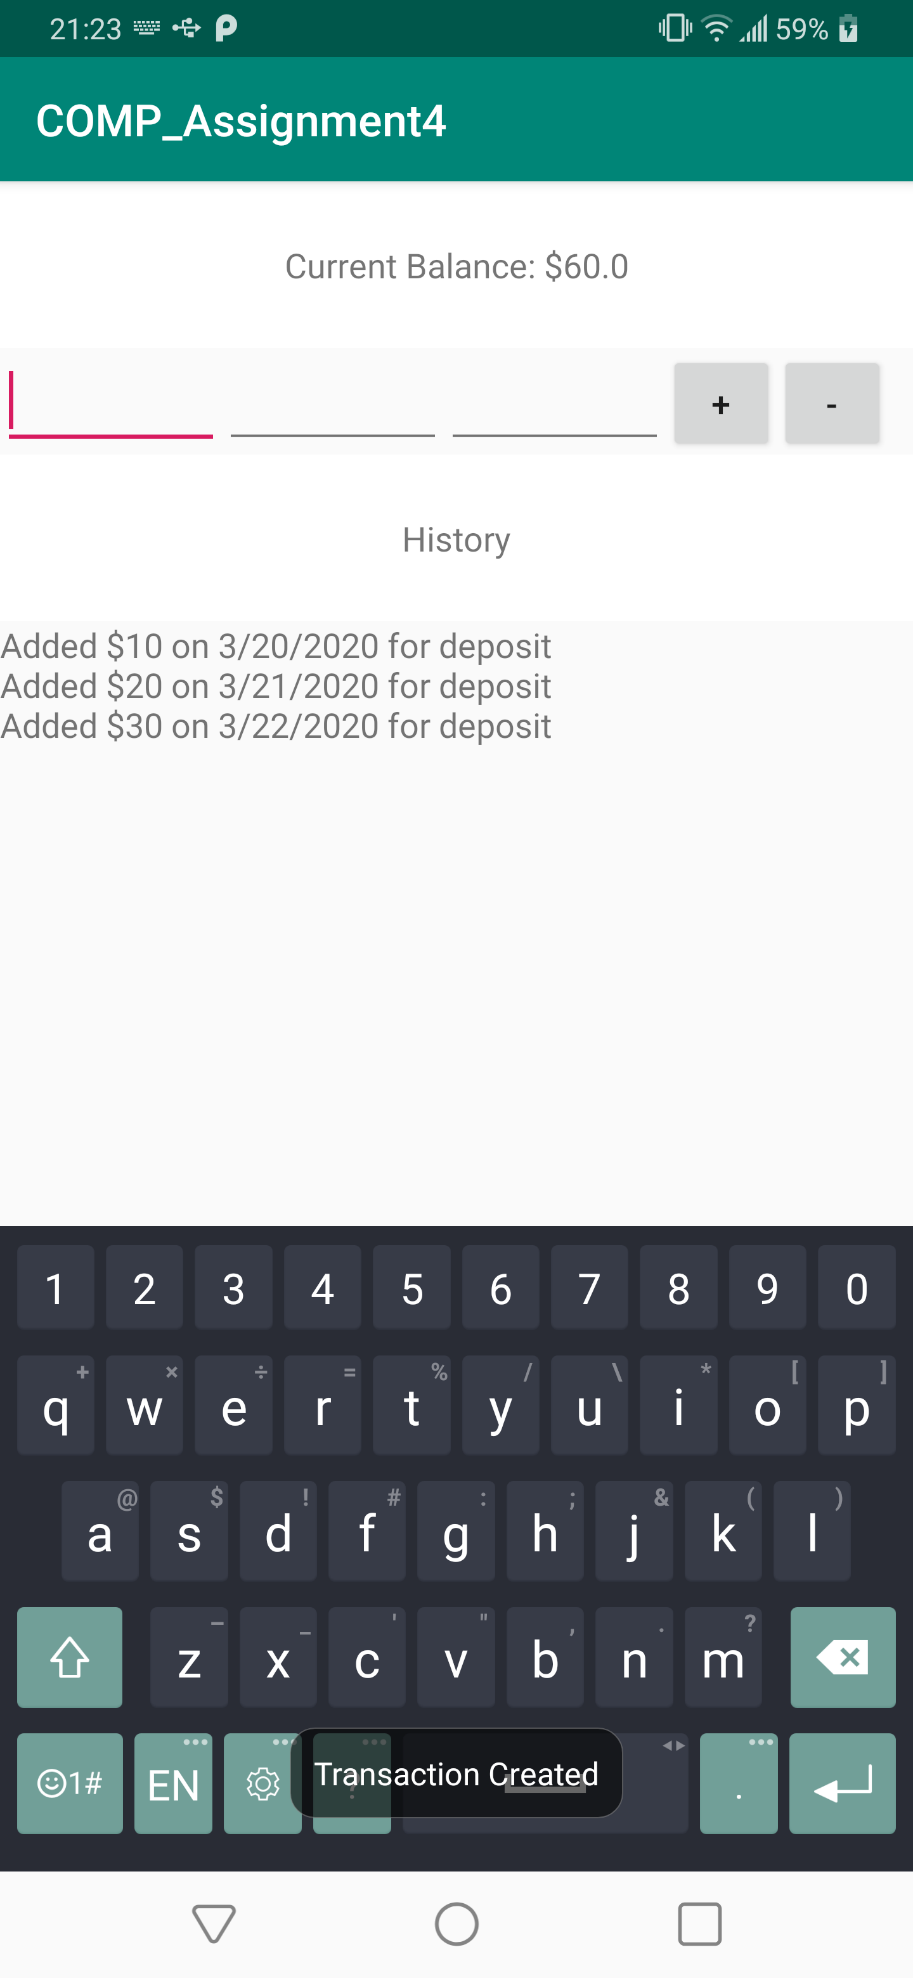 21:23 59%
COMP_Assignment4
Current Balance: $60.0
+ -
History
Added $10 on 3/20/2020 for deposit
Added $20 on 3/21/2020 for deposit
Added $30 on 3/22/2020 for deposit
1 2 3 4 5 6 7 8 9 0
+ × ÷ = % / \ * [ ]
q w e r t y u i o p
@ $ ! # : ; & ( )
a s d f g h j k l
– _ ' " , . ?
z x c v b n m
1# EN .
Transaction Created